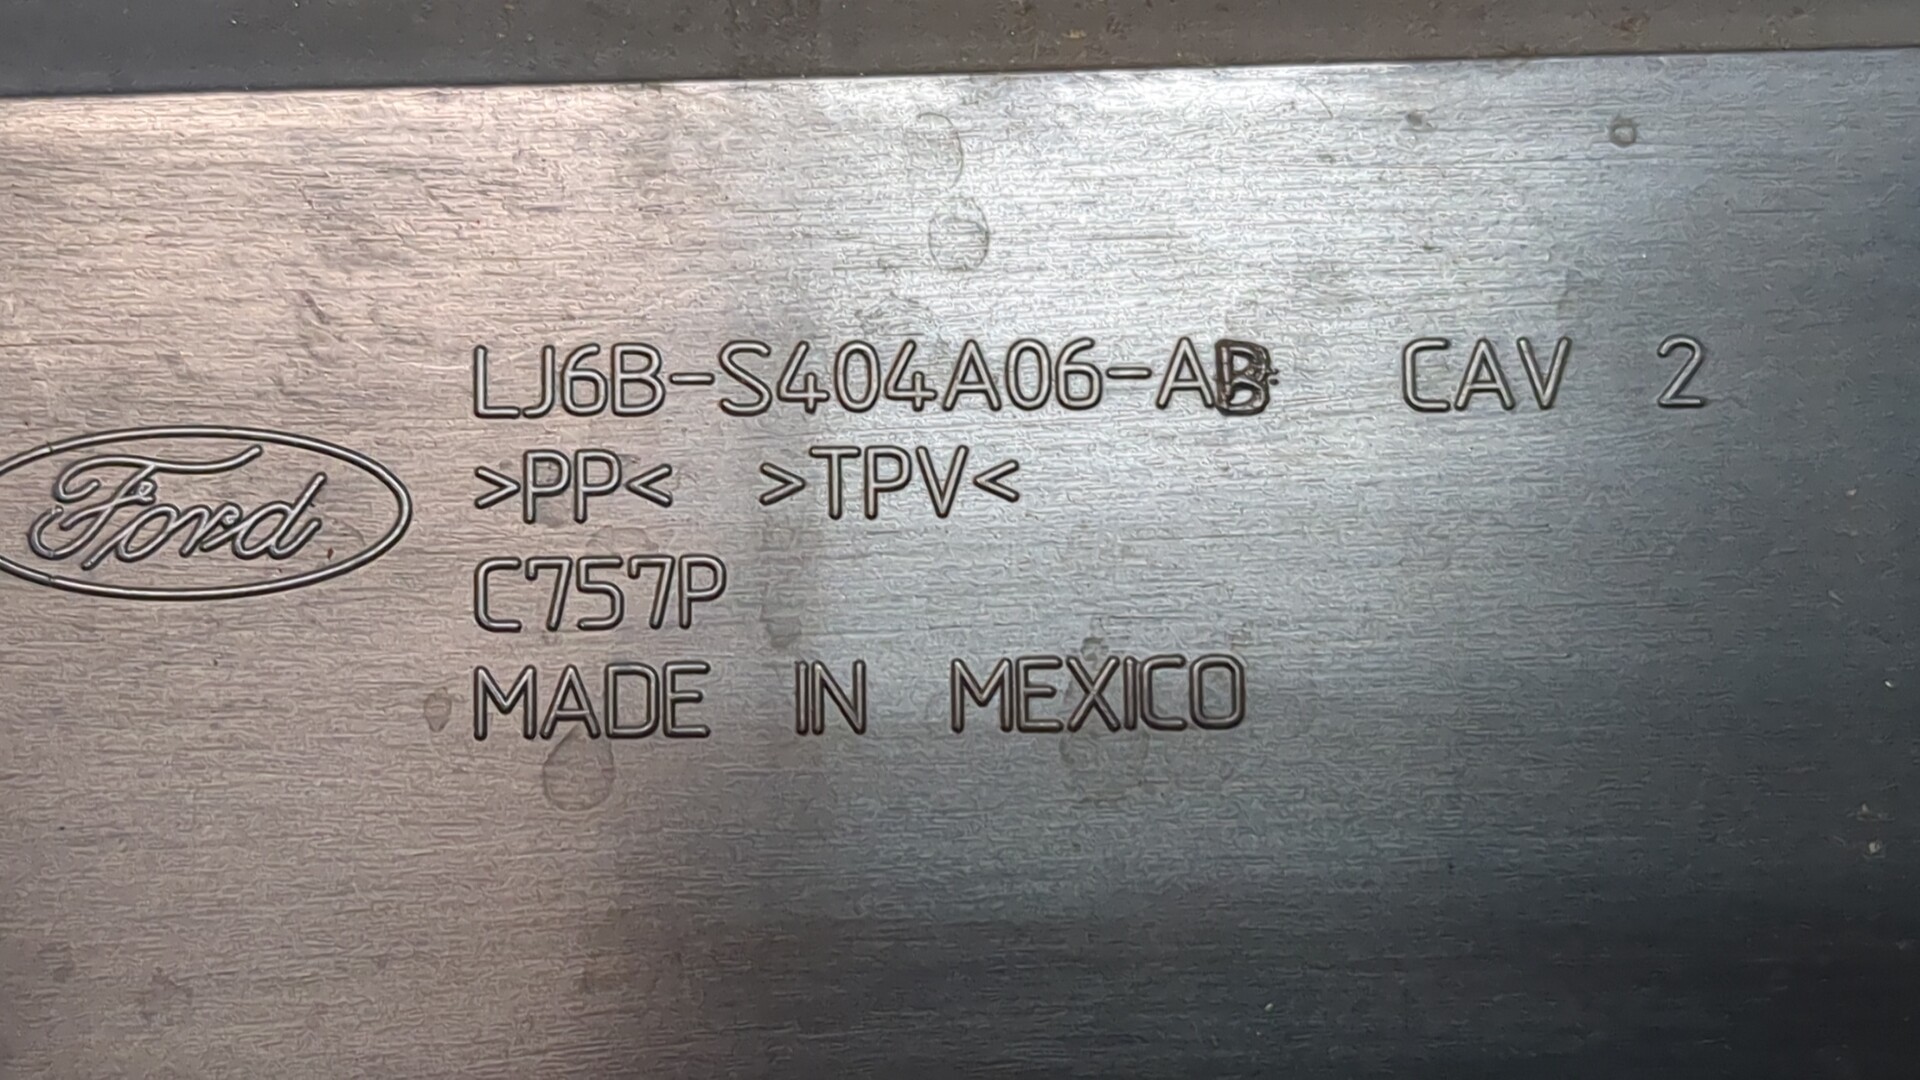 LJ6B-S404A06-AB CAV 2
Ford
>PP< >TPV<
C757P
MADE IN MEXICO